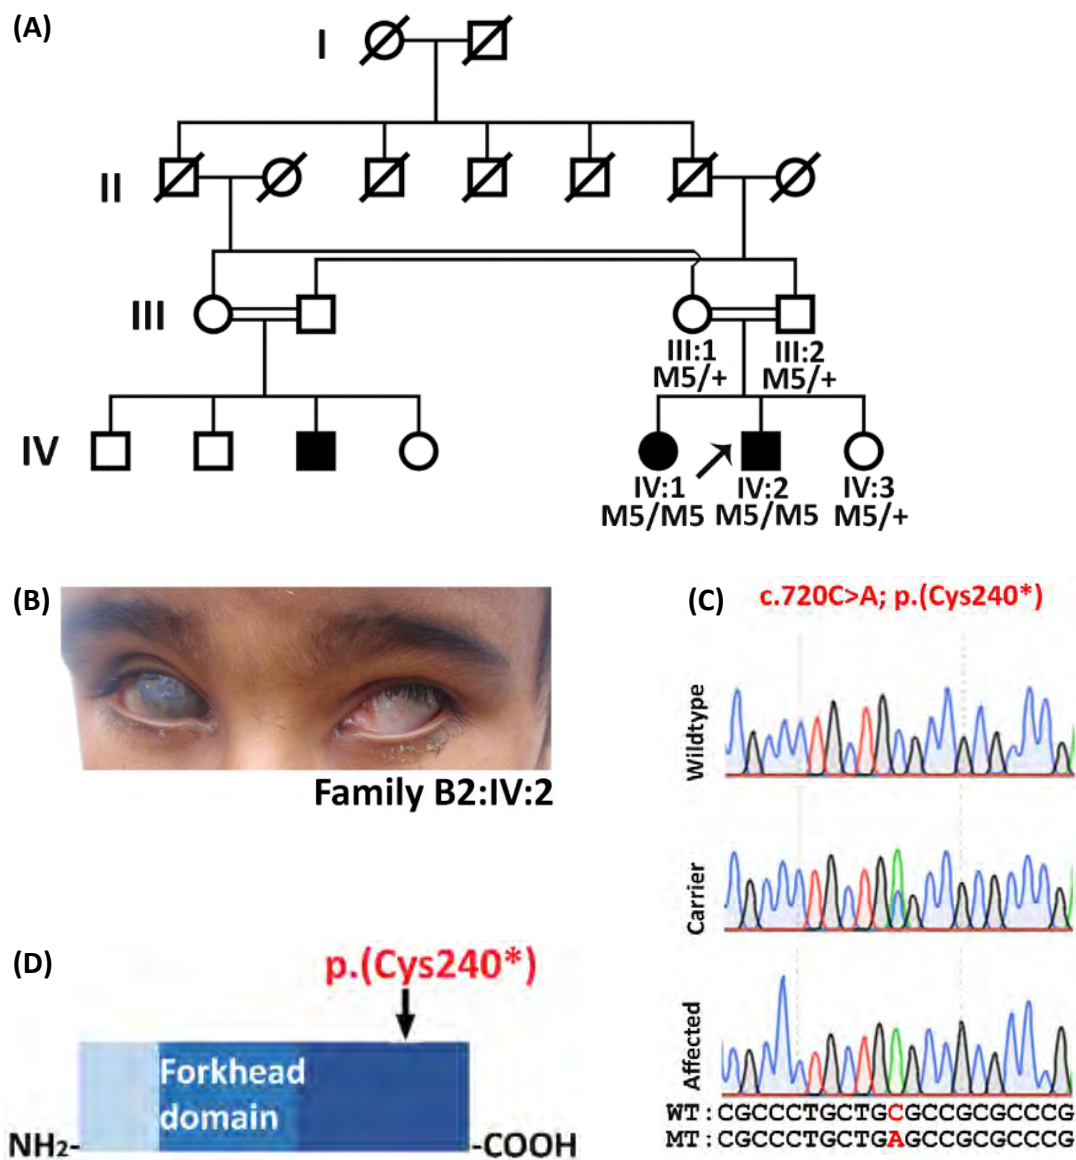 (A)
I
II
III
III:1
M5/+
III:2
M5/+
IV
IV:1
M5/M5
IV:2
M5/M5
IV:3
M5/+
(B)
Family B2:IV:2
(C)
c.720C>A; p.(Cys240*)
Wildtype
Carrier
Affected
WT:CGCCCTGCTGCGCCGCGCCCG
MT:CGCCCTGCTGAGCCGCGCCCG
(D)
p.(Cys240*)
Forkhead
domain
NH2-
-COOH